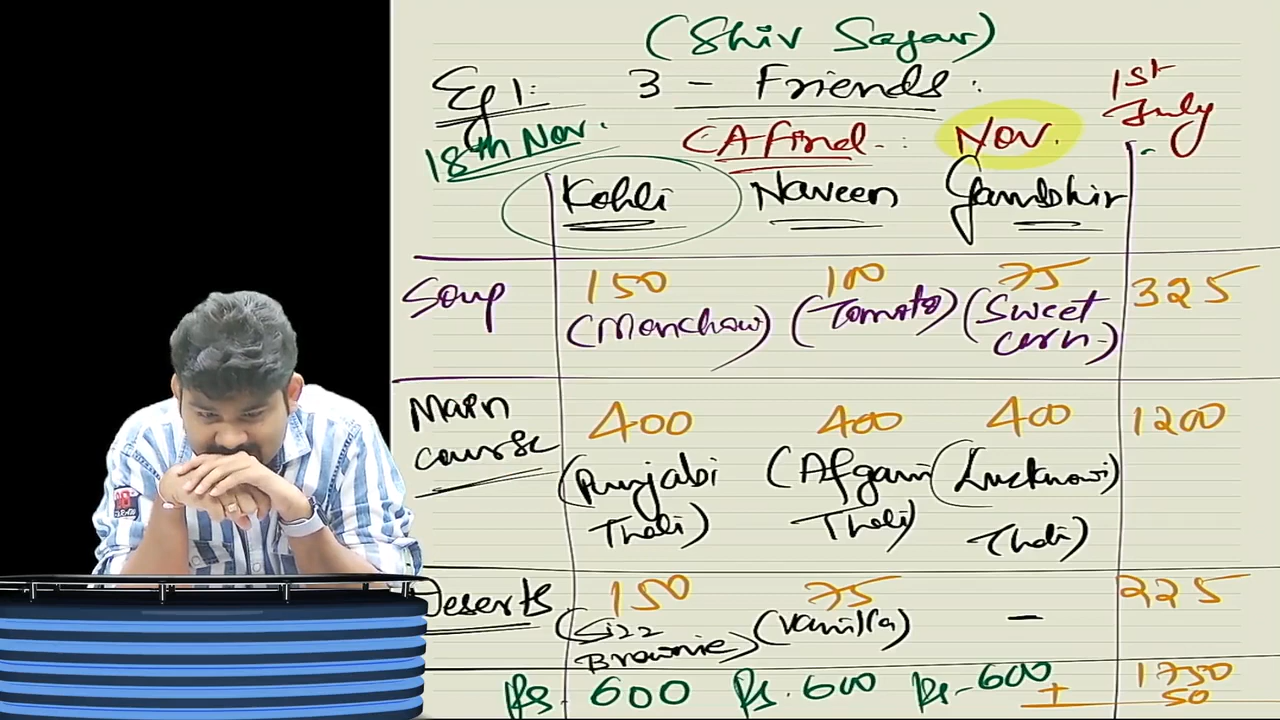 (Shiv Sagar)
Eg 1: 3 - Friends :
1st July
18th Nov. CA Final : Nov.
Kohli Naveen Gambhir
Soup 150 100 75 325
(Manchow) (Tomato) (Sweet corn)
Main course 400 400 400 1200
(Punjabi Thali) (Afgani Thali) (Lucknowi Thali)
Deserts 150 75 - 225
(Sizz Brownie) (Vanilla)
Rs. 600 Rs. 600 Rs. 600 1750
+ 50